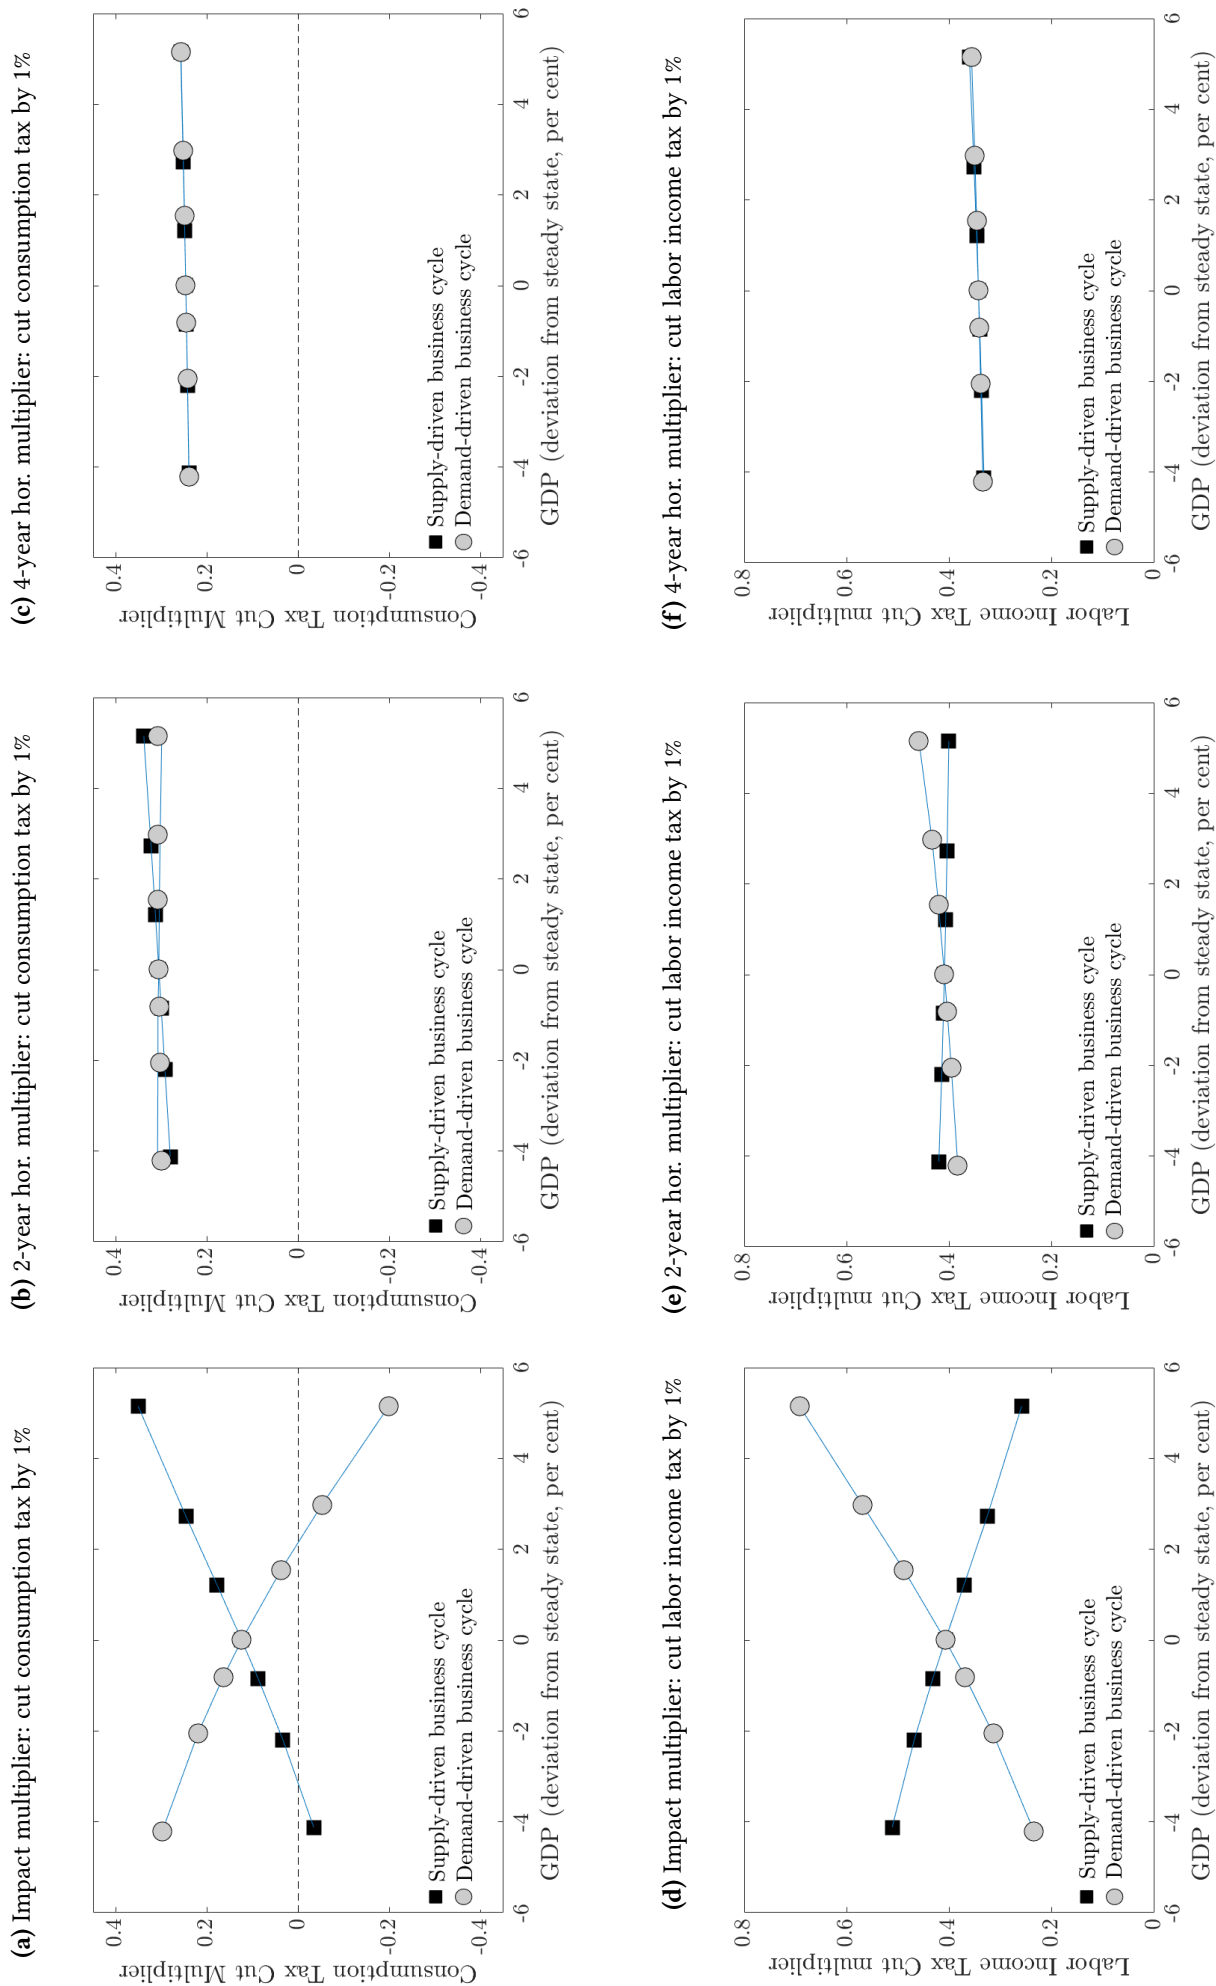 (a) Impact multiplier: cut consumption tax by 1%
Consumption Tax Cut Multiplier
0.4
0.2
0
-0.2
-0.4
Supply-driven business cycle
Demand-driven business cycle
-6 -4 -2 0 2 4 6
GDP (deviation from steady state, per cent)
(b) 2-year hor. multiplier: cut consumption tax by 1%
Consumption Tax Cut Multiplier
0.4
0.2
0
-0.2
-0.4
Supply-driven business cycle
Demand-driven business cycle
-6 -4 -2 0 2 4 6
GDP (deviation from steady state, per cent)
(c) 4-year hor. multiplier: cut consumption tax by 1%
Consumption Tax Cut Multiplier
0.4
0.2
0
-0.2
-0.4
Supply-driven business cycle
Demand-driven business cycle
-6 -4 -2 0 2 4 6
GDP (deviation from steady state, per cent)
(d) Impact multiplier: cut labor income tax by 1%
Labor Income Tax Cut multiplier
0.8
0.6
0.4
0.2
0
Supply-driven business cycle
Demand-driven business cycle
-6 -4 -2 0 2 4 6
GDP (deviation from steady state, per cent)
(e) 2-year hor. multiplier: cut labor income tax by 1%
Labor Income Tax Cut multiplier
0.8
0.6
0.4
0.2
0
Supply-driven business cycle
Demand-driven business cycle
-6 -4 -2 0 2 4 6
GDP (deviation from steady state, per cent)
(f) 4-year hor. multiplier: cut labor income tax by 1%
Labor Income Tax Cut multiplier
0.8
0.6
0.4
0.2
0
Supply-driven business cycle
Demand-driven business cycle
-6 -4 -2 0 2 4 6
GDP (deviation from steady state, per cent)